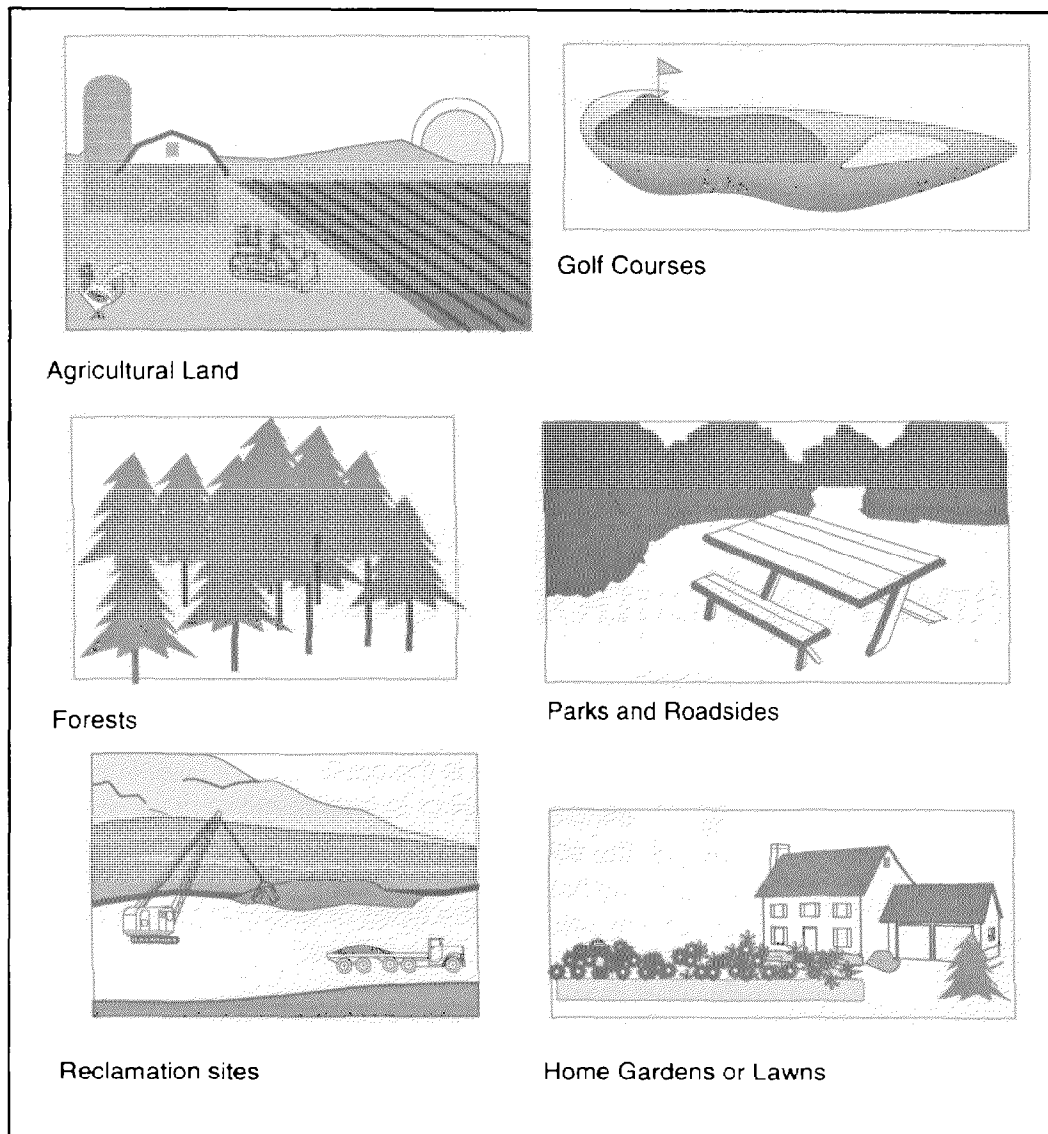 Agricultural Land
Golf Courses
Forests
Parks and Roadsides
Reclamation sites
Home Gardens or Lawns